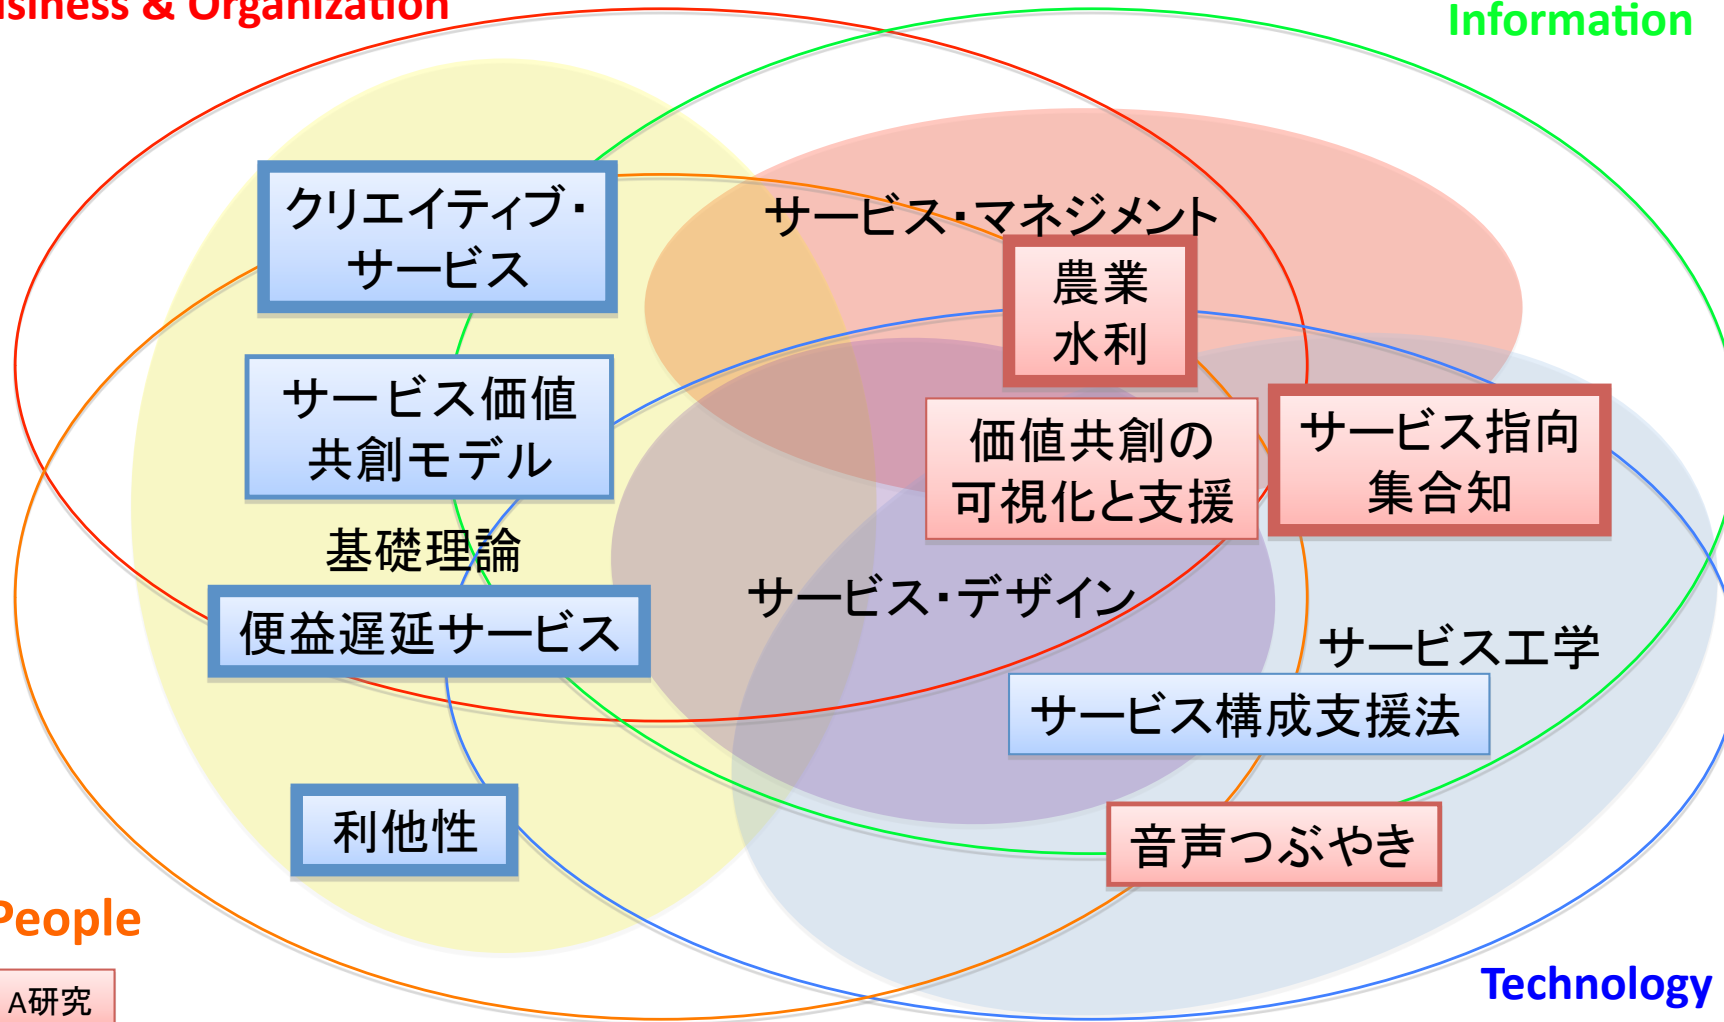 usiness & Organization
Information
クリエイティブ・
サービス
サービス・マネジメント
農業
水利
サービス価値
共創モデル
価値共創の
可視化と支援
サービス指向
集合知
基礎理論
便益遅延サービス
サービス・デザイン
サービス工学
サービス構成支援法
利他性
音声つぶやき
People
Technology
A研究